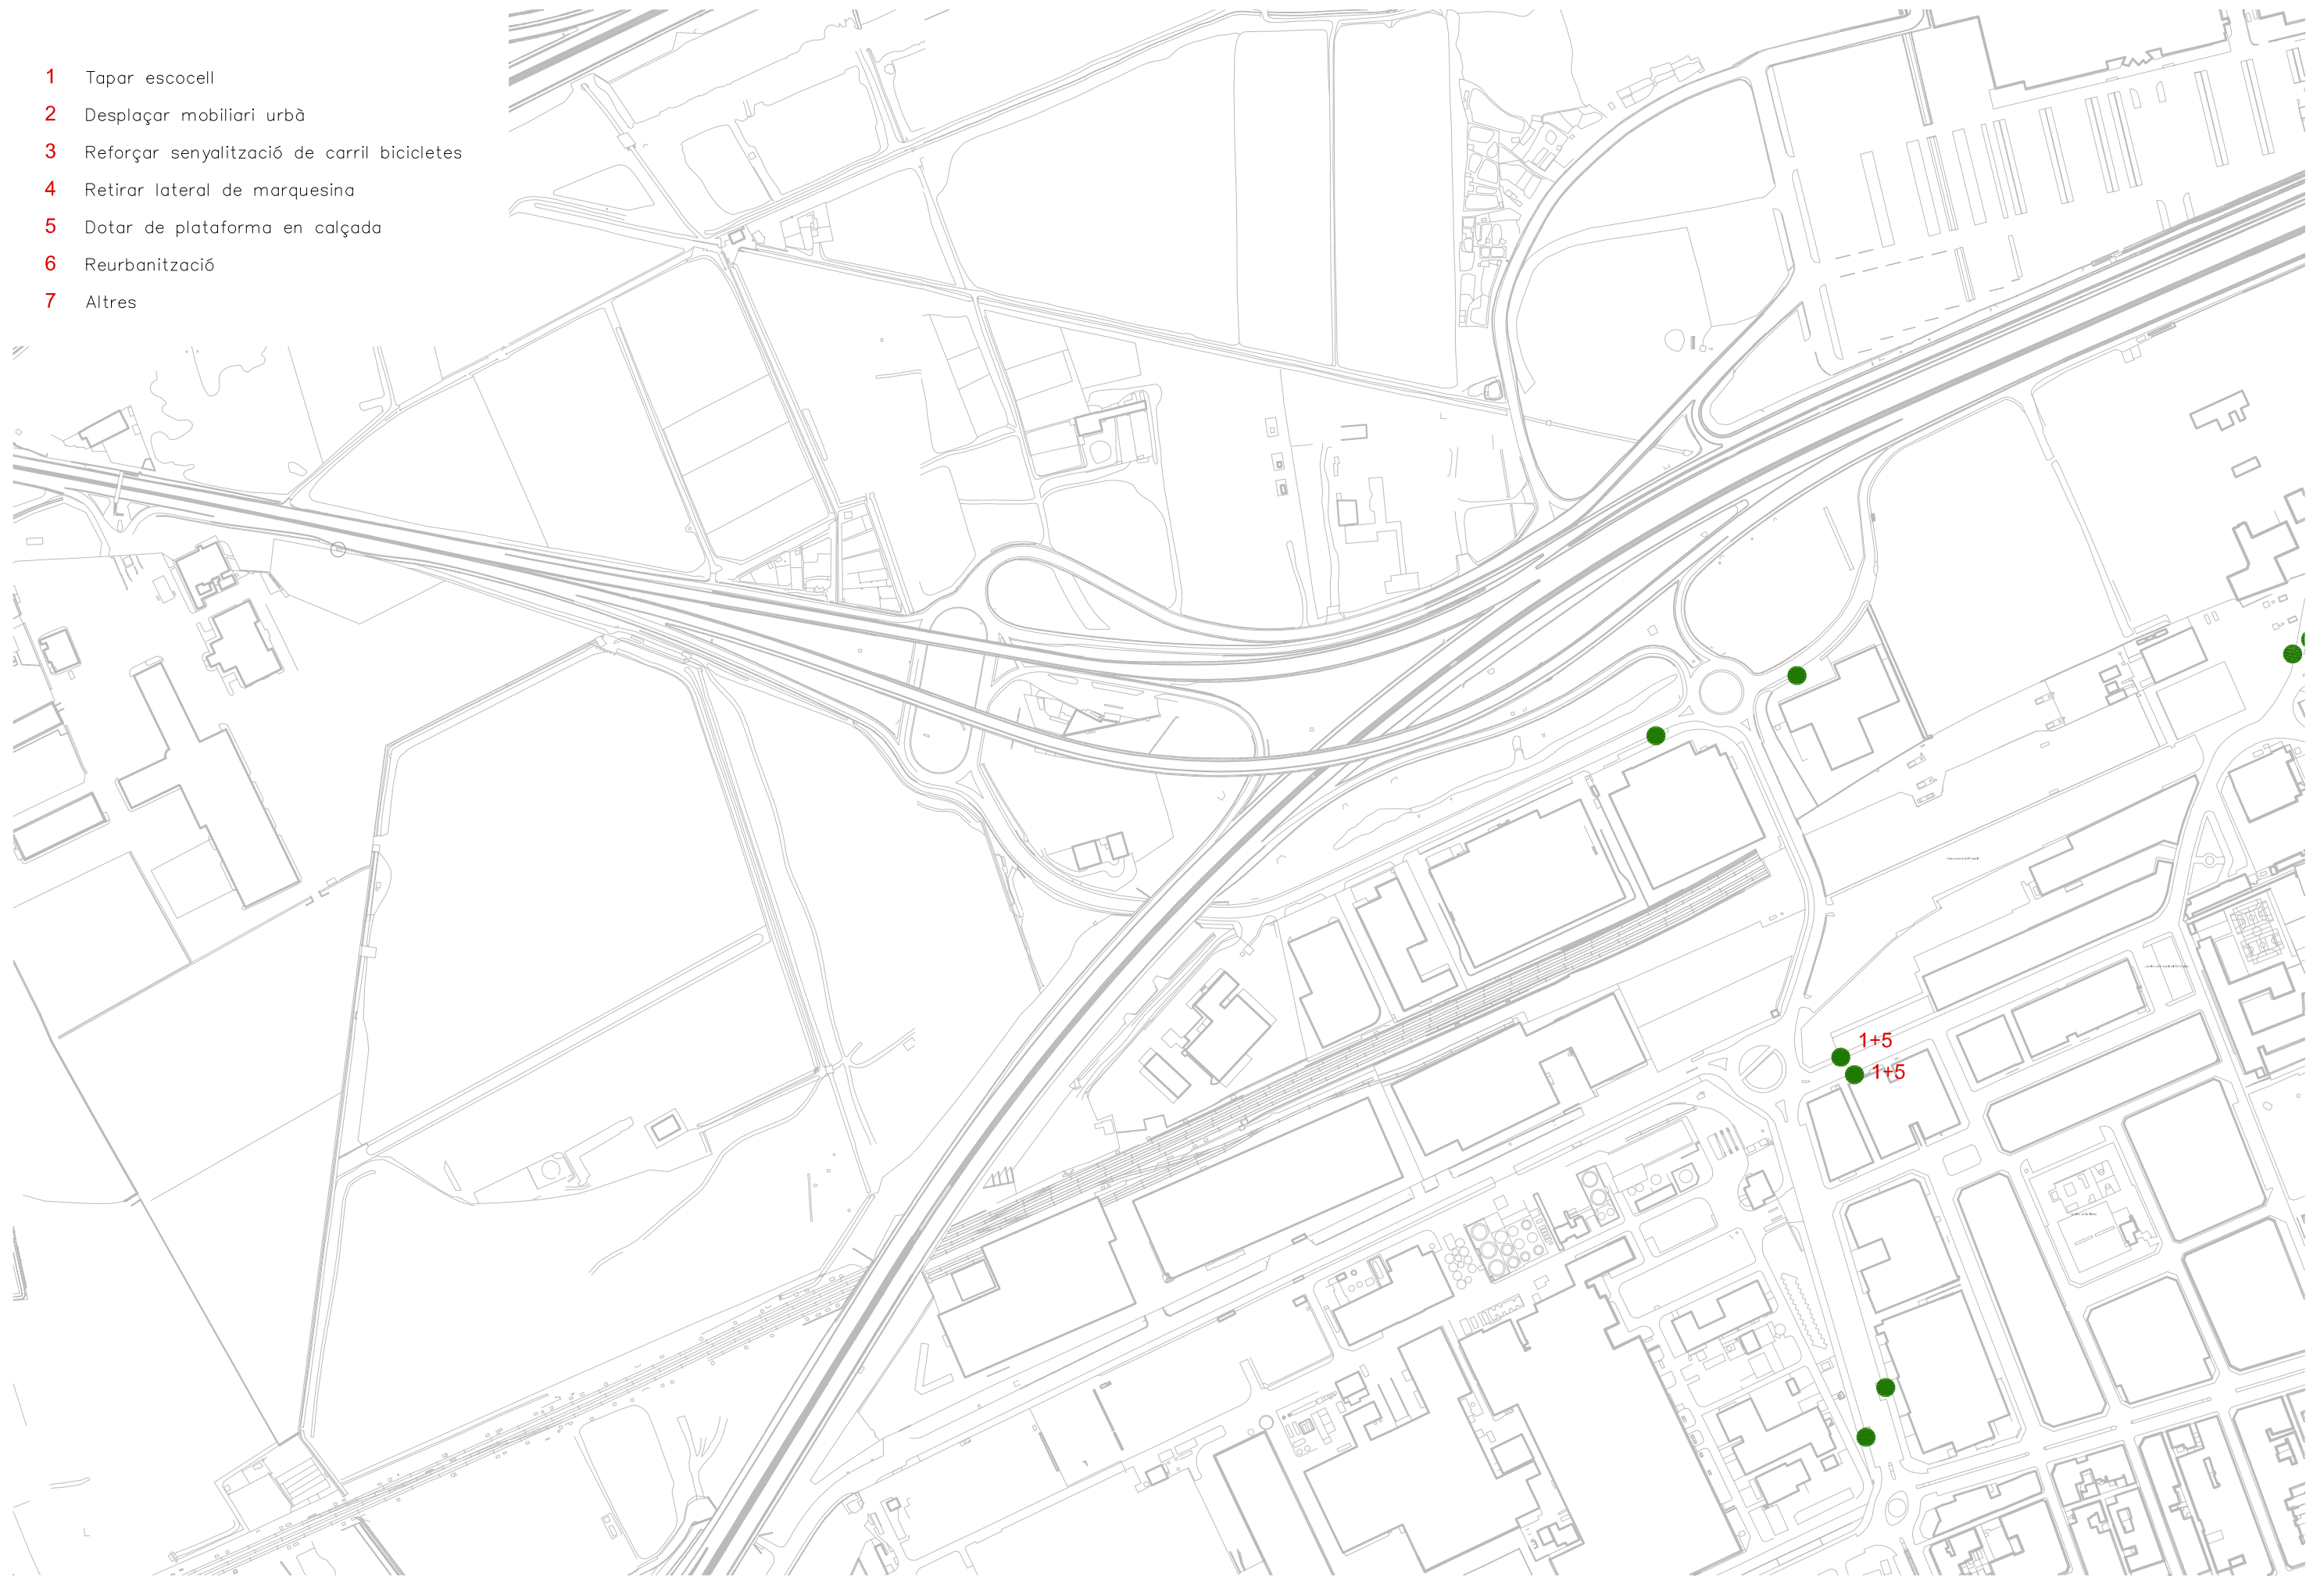 1 Tapar escocell
2 Desplaçar mobiliari urbà
3 Reforçar senyalització de carril bicicletes
4 Retirar lateral de marquesina
5 Dotar de plataforma en calçada
6 Reurbanització
7 Altres
1+5
1+5